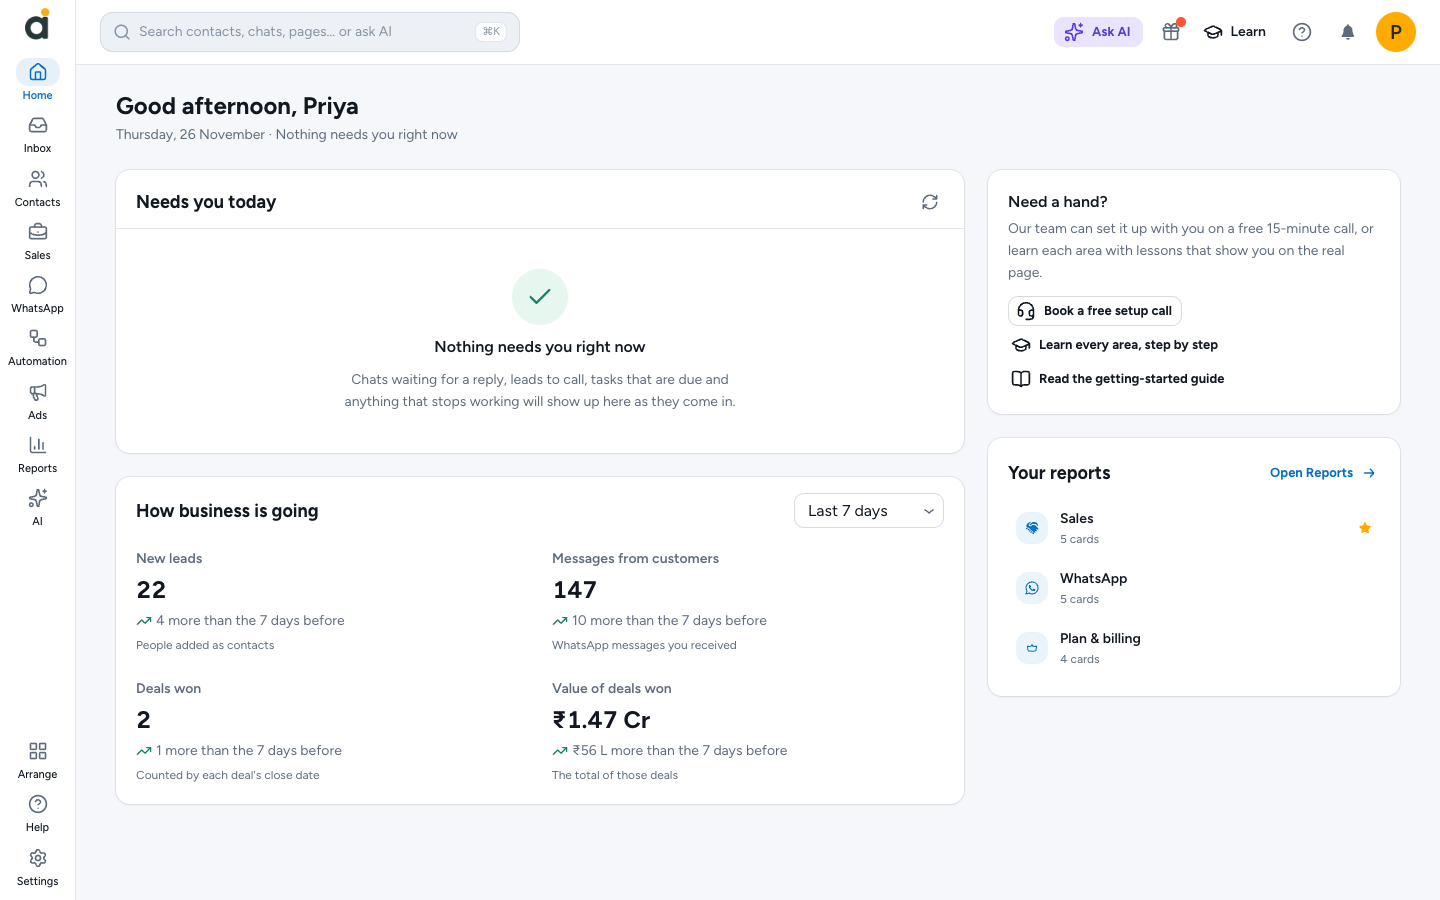 a
Search contacts, chats, pages... or ask AI
⌘K
Ask AI
Learn
P
Home
Inbox
Contacts
Sales
WhatsApp
Automation
Ads
Reports
AI
Arrange
Help
Settings
Good afternoon, Priya
Thursday, 26 November · Nothing needs you right now
Needs you today
Nothing needs you right now
Chats waiting for a reply, leads to call, tasks that are due and
anything that stops working will show up here as they come in.
How business is going
Last 7 days
New leads
22
4 more than the 7 days before
People added as contacts
Messages from customers
147
10 more than the 7 days before
WhatsApp messages you received
Deals won
2
1 more than the 7 days before
Counted by each deal's close date
Value of deals won
₹1.47 Cr
₹56 L more than the 7 days before
The total of those deals
Need a hand?
Our team can set it up with you on a free 15-minute call, or
learn each area with lessons that show you on the real
page.
Book a free setup call
Learn every area, step by step
Read the getting-started guide
Your reports
Open Reports
Sales
5 cards
WhatsApp
5 cards
Plan & billing
4 cards